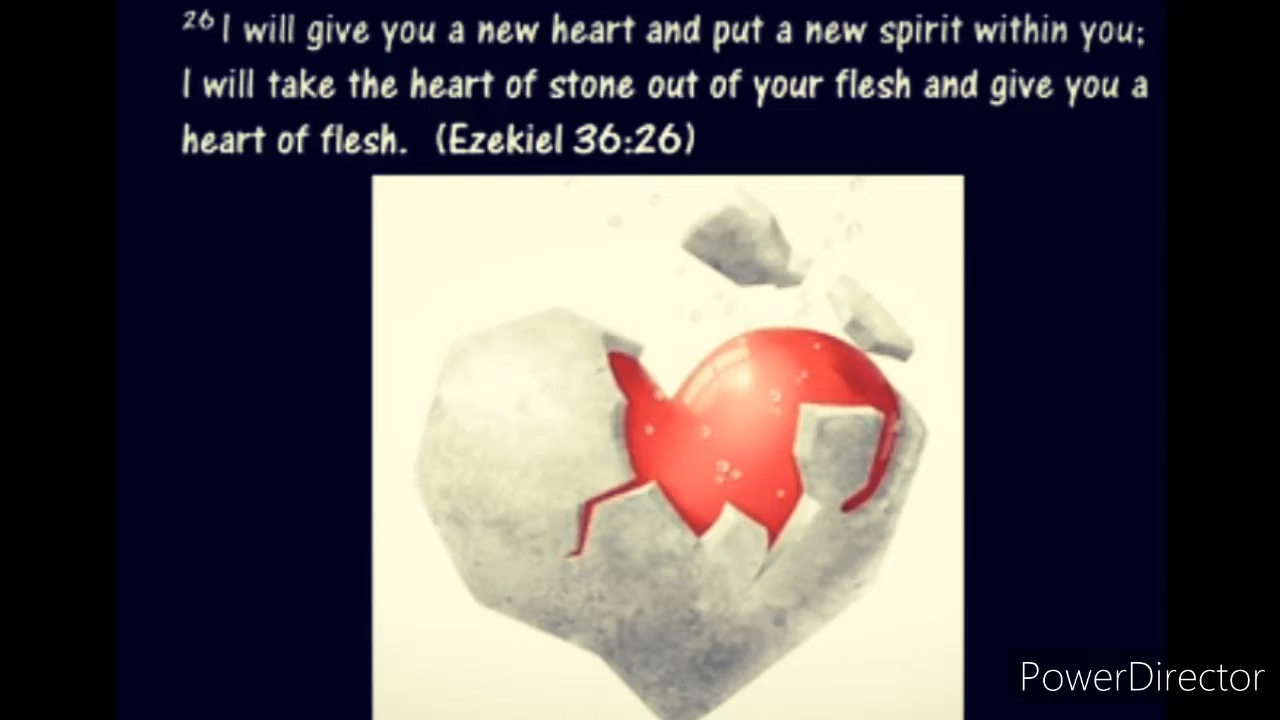 26 I will give you a new heart and put a new spirit within you;
I will take the heart of stone out of your flesh and give you a
heart of flesh. (Ezekiel 36:26)
PowerDirector